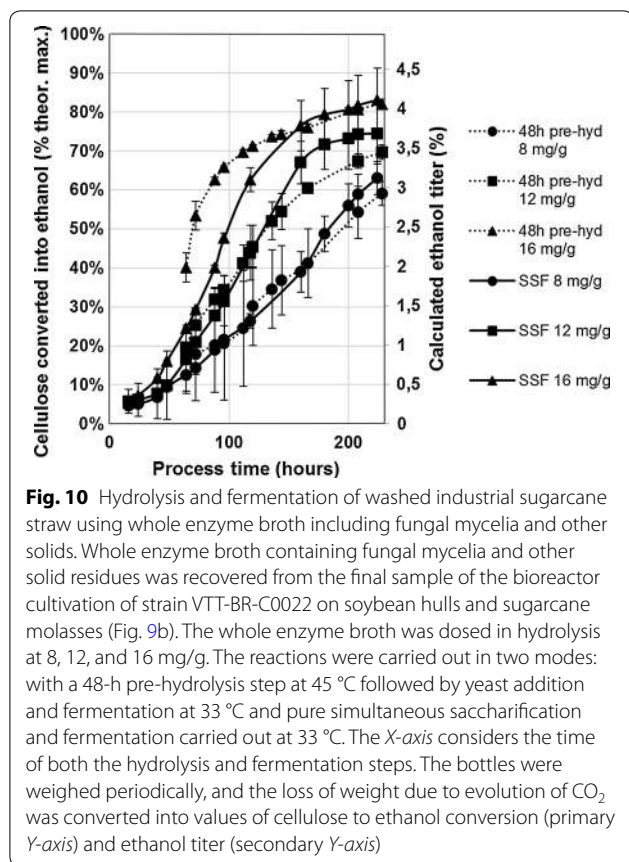 100%
90%
80%
70%
60%
50%
40%
30%
20%
10%
0%
Cellulose converted into ethanol (% theor. max.)
0
100
200
Process time (hours)
4,5
4
3,5
3
2,5
2
1,5
1
0,5
0
Calculated ethanol titer (%)
48h pre-hyd
8 mg/g
48h pre-hyd
12 mg/g
48h pre-hyd
16 mg/g
SSF 8 mg/g
SSF 12 mg/g
SSF 16 mg/g
Fig. 10 Hydrolysis and fermentation of washed industrial sugarcane
straw using whole enzyme broth including fungal mycelia and other
solids. Whole enzyme broth containing fungal mycelia and other
solid residues was recovered from the final sample of the bioreactor
cultivation of strain VTT-BR-C0022 on soybean hulls and sugarcane
molasses (Fig. 9b). The whole enzyme broth was dosed in hydrolysis
at 8, 12, and 16 mg/g. The reactions were carried out in two modes:
with a 48-h pre-hydrolysis step at 45 °C followed by yeast addition
and fermentation at 33 °C and pure simultaneous saccharification
and fermentation carried out at 33 °C. The X-axis considers the time
of both the hydrolysis and fermentation steps. The bottles were
weighed periodically, and the loss of weight due to evolution of CO₂
was converted into values of cellulose to ethanol conversion (primary
Y-axis) and ethanol titer (secondary Y-axis)